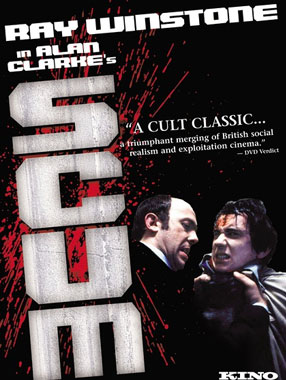 RAY WINSTONE
IN ALAN
CLARKE'S
SCUM
"A CULT CLASSIC...
a triumphant merging of British social
realism and exploitation cinema."
— DVD Verdict
KINO